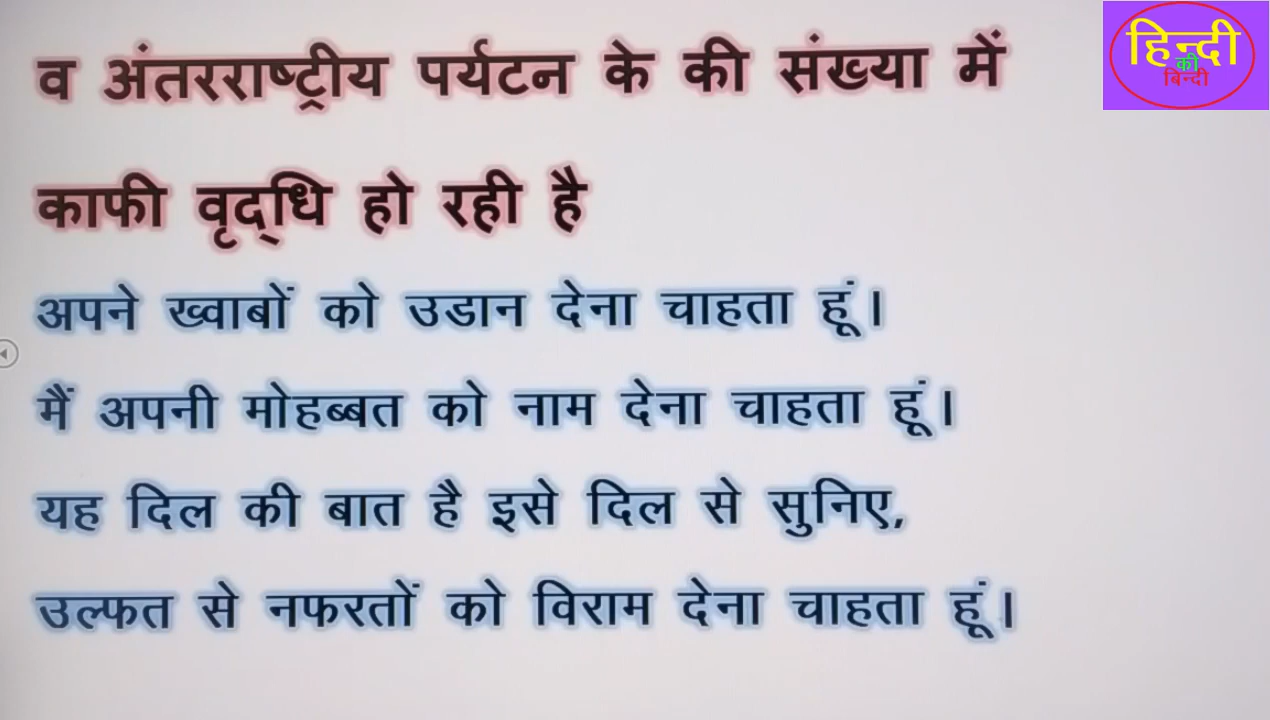 व अंतरराष्ट्रीय पर्यटन के की संख्या में
काफी वृद्‌धि हो रही है
अपने ख्वाबों को उडान देना चाहता हूं।
मैं अपनी मोहब्बत को नाम देना चाहता हूं।
यह दिल की बात है इसे दिल से सुनिए,
उल्फत से नफरतों को विराम देना चाहता हूं।
हिन्दी
की
बिन्दी